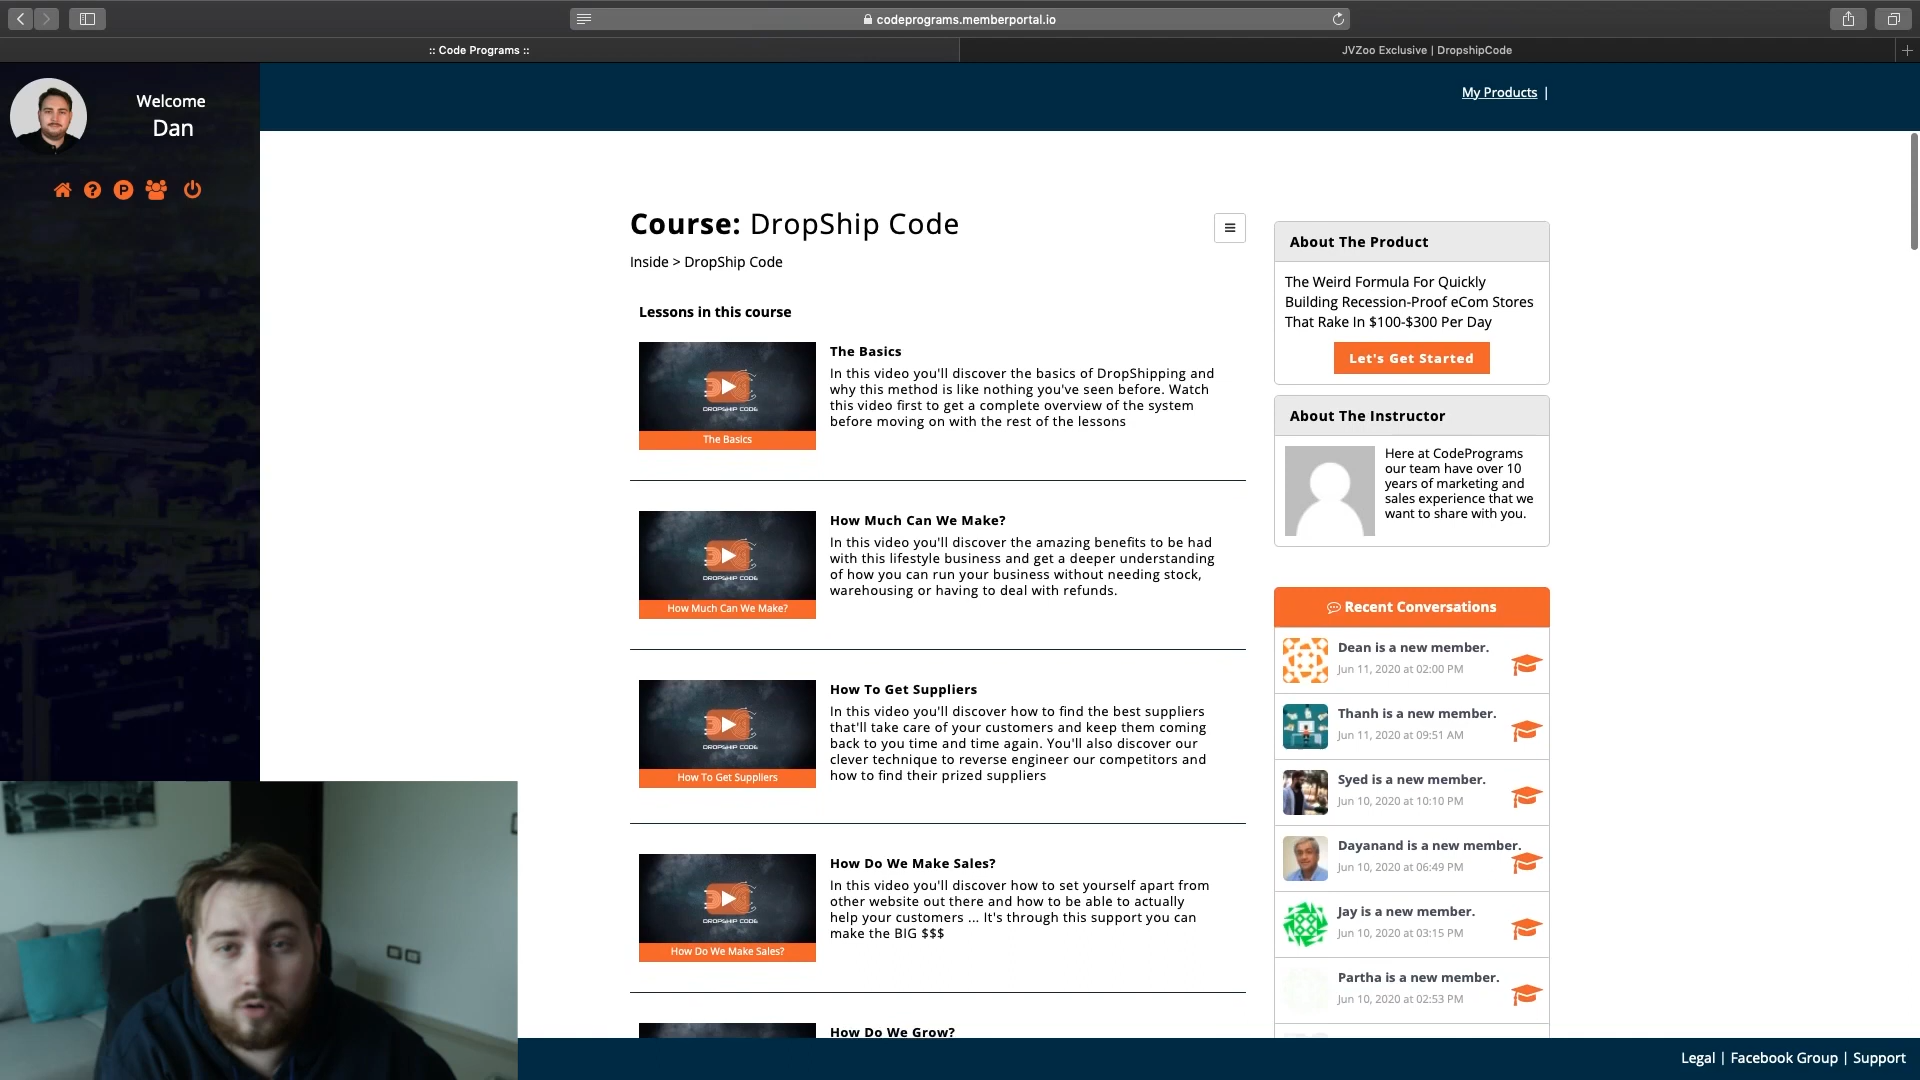 codeprograms.memberportal.io
:: Code Programs ::
JVZoo Exclusive | DropshipCode
Welcome
Dan
My Products |
Course: DropShip Code
Inside > DropShip Code
Lessons in this course
The Basics
In this video you'll discover the basics of DropShipping and
why this method is like nothing you've seen before. Watch
this video first to get a complete overview of the system
before moving on with the rest of the lessons
DROPSHIP CODE
The Basics
How Much Can We Make?
In this video you'll discover the amazing benefits to be had
with this lifestyle business and get a deeper understanding
of how you can run your business without needing stock,
warehousing or having to deal with refunds.
DROPSHIP CODE
How Much Can We Make?
How To Get Suppliers
In this video you'll discover how to find the best suppliers
that'll take care of your customers and keep them coming
back to you time and time again. You'll also discover our
clever technique to reverse engineer our competitors and
how to find their prized suppliers
DROPSHIP CODE
How To Get Suppliers
How Do We Make Sales?
In this video you'll discover how to set yourself apart from
other website out there and how to be able to actually
help your customers ... It's through this support you can
make the BIG $$$
DROPSHIP CODE
How Do We Make Sales?
How Do We Grow?
About The Product
The Weird Formula For Quickly
Building Recession-Proof eCom Stores
That Rake In $100-$300 Per Day
Let's Get Started
About The Instructor
Here at CodePrograms
our team have over 10
years of marketing and
sales experience that we
want to share with you.
Recent Conversations
Dean is a new member.
Jun 11, 2020 at 02:00 PM
Thanh is a new member.
Jun 11, 2020 at 09:51 AM
Syed is a new member.
Jun 10, 2020 at 10:10 PM
Dayanand is a new member.
Jun 10, 2020 at 06:49 PM
Jay is a new member.
Jun 10, 2020 at 03:15 PM
Partha is a new member.
Jun 10, 2020 at 02:53 PM
Legal | Facebook Group | Support